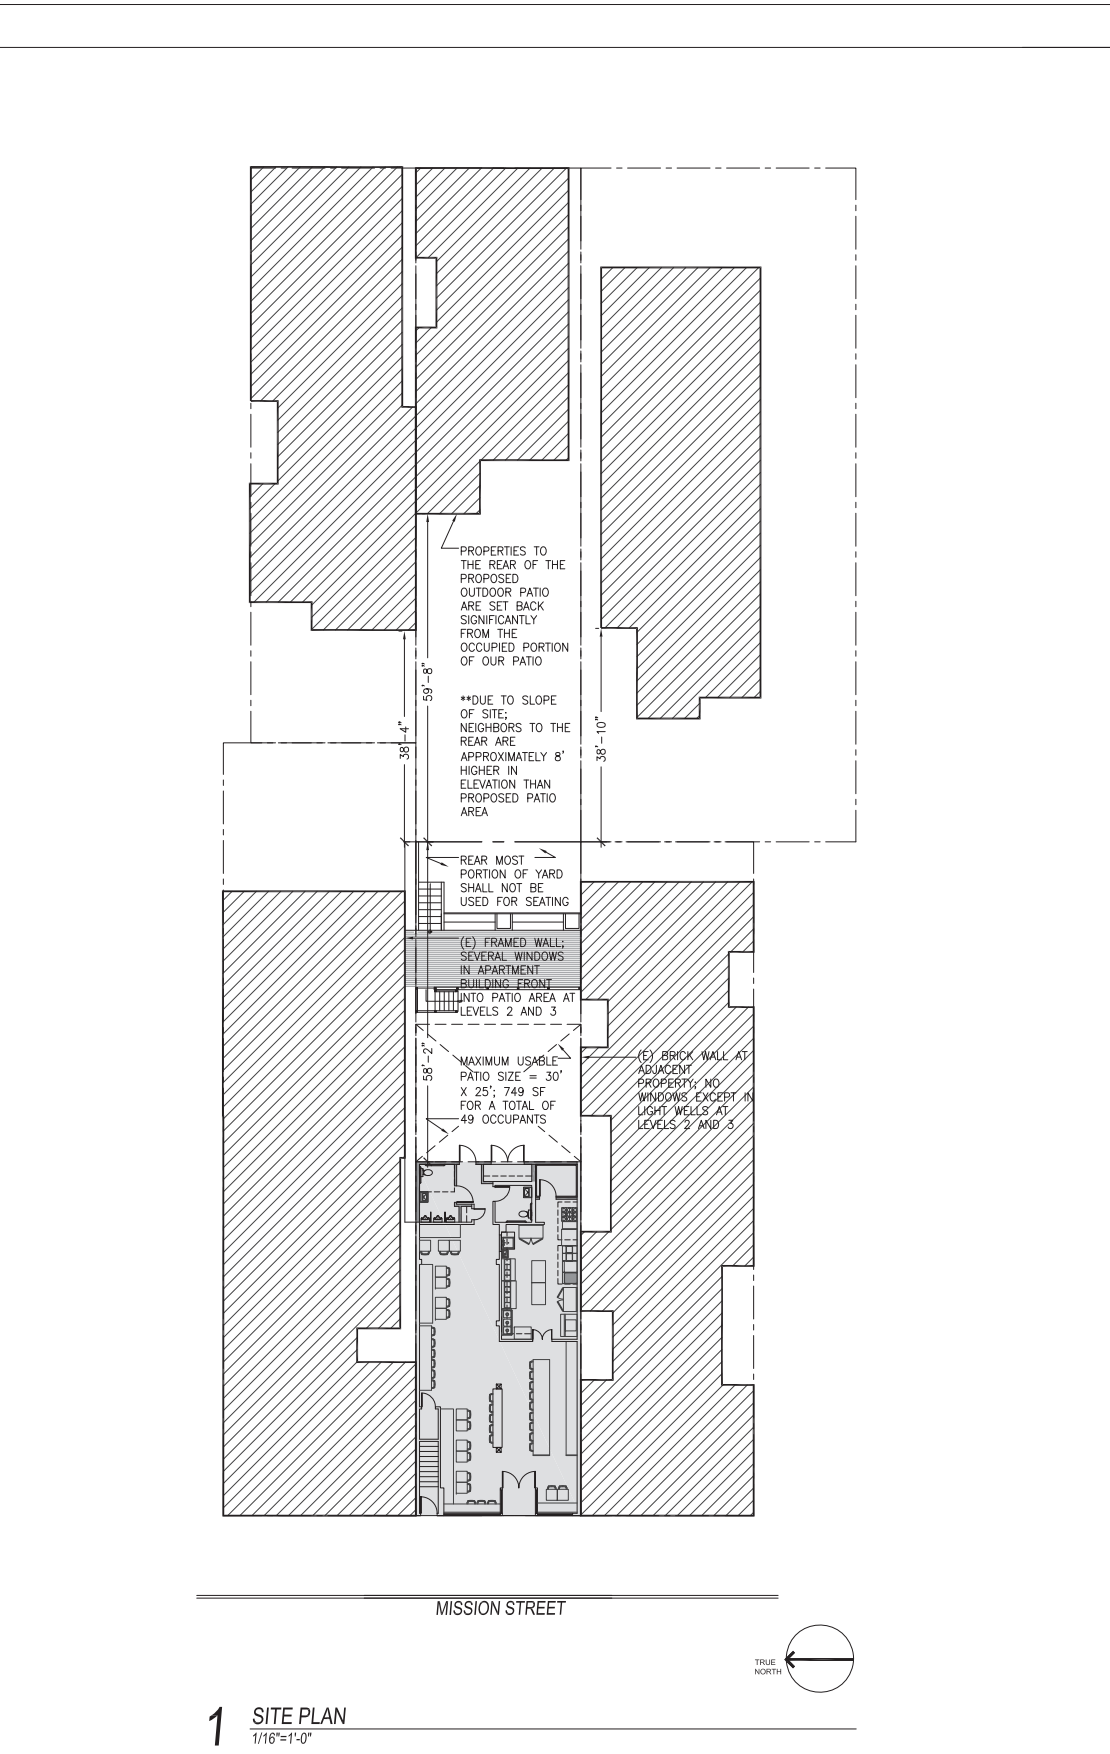 PROPERTIES TO
THE REAR OF THE
PROPOSED
OUTDOOR PATIO
ARE SET BACK
SIGNIFICANTLY
FROM THE
OCCUPIED PORTION
OF OUR PATIO
59'-8"
38'-4"
38'-10"
**DUE TO SLOPE
OF SITE;
NEIGHBORS TO THE
REAR ARE
APPROXIMATELY 8'
HIGHER IN
ELEVATION THAN
PROPOSED PATIO
AREA
REAR MOST
PORTION OF YARD
SHALL NOT BE
USED FOR SEATING
(E) FRAMED WALL;
SEVERAL WINDOWS
IN APARTMENT
BUILDING FRONT
INTO PATIO AREA AT
LEVELS 2 AND 3
58'-2"
MAXIMUM USABLE
PATIO SIZE = 30'
X 25'; 749 SF
FOR A TOTAL OF
49 OCCUPANTS
(E) BRICK WALL AT
ADJACENT
PROPERTY; NO
WINDOWS EXCEPT IN
LIGHT WELLS AT
LEVELS 2 AND 3
MISSION STREET
TRUE
NORTH
1 SITE PLAN
1/16"=1'-0"